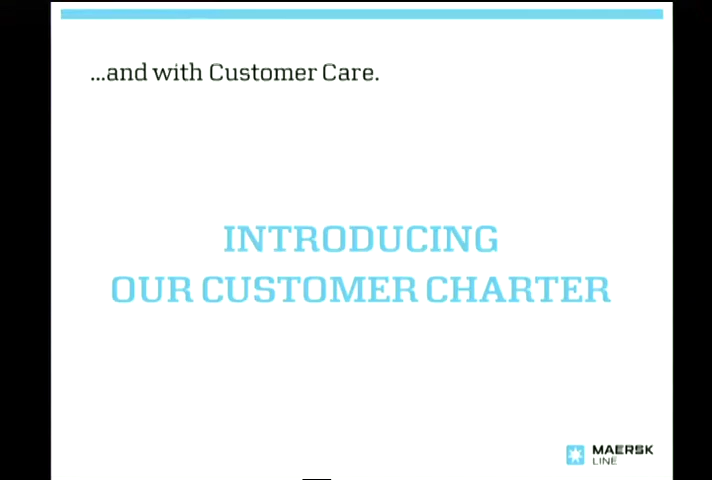 ...and with Customer Care.
INTRODUCING
OUR CUSTOMER CHARTER
MAERSK
LINE